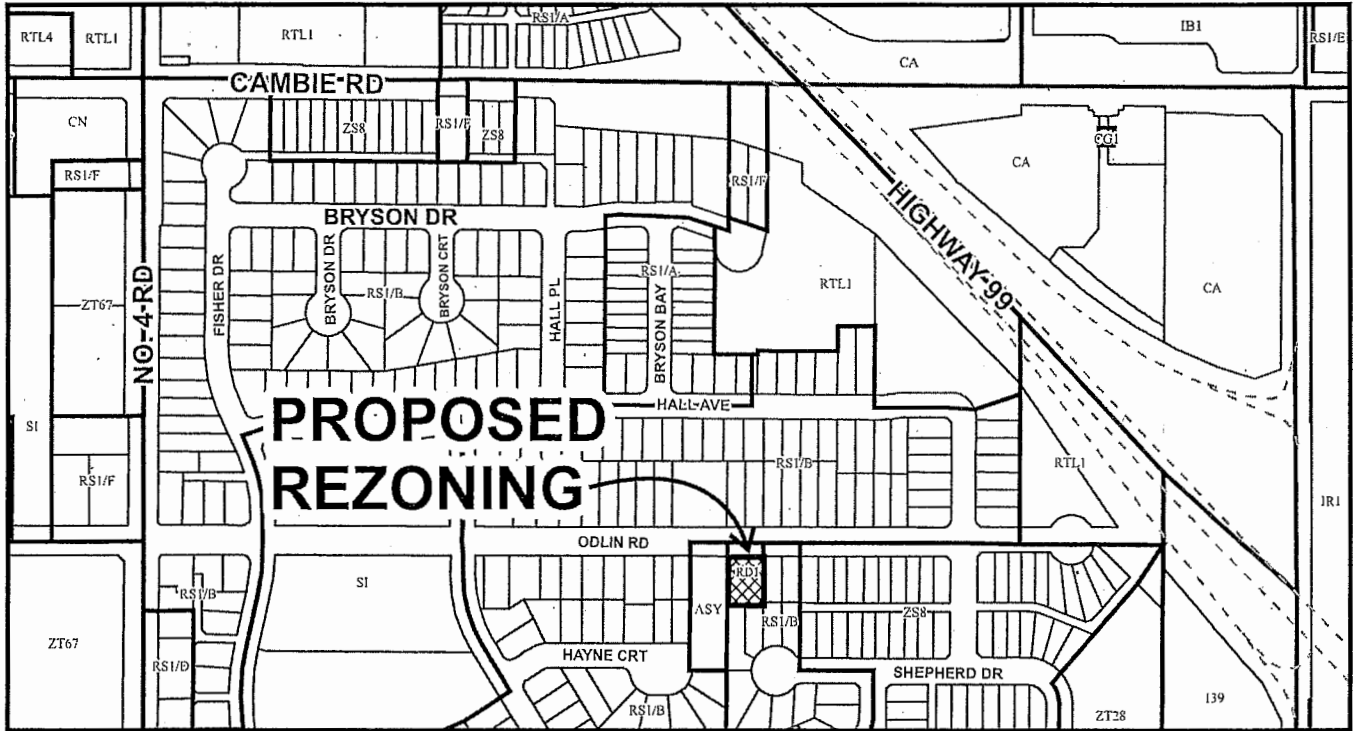 RS1/A
RTL4
RTL1
RTL1
IB1
RS1/E
CA
CAMBIE RD
CN
ZS8
RS1/F
ZS8
CG1
CA
RS1/F
RS1/F
BRYSON DR
HIGHWAY 99
NO. 4 RD
ZT67
FISHER DR
BRYSON DR
RS1/B
BRYSON CRT
HALL PL
RS1/A
BRYSON BAY
RTL1
CA
HALL AVE
PROPOSED
REZONING
SI
RS1/F
RS1/B
RTL1
IR1
ODLIN RD
RD1
SI
RS1/B
ASY
RS1/B
ZS8
ZT67
RS1/D
HAYNE CRT
SHEPHERD DR
RS1/B
ZT28